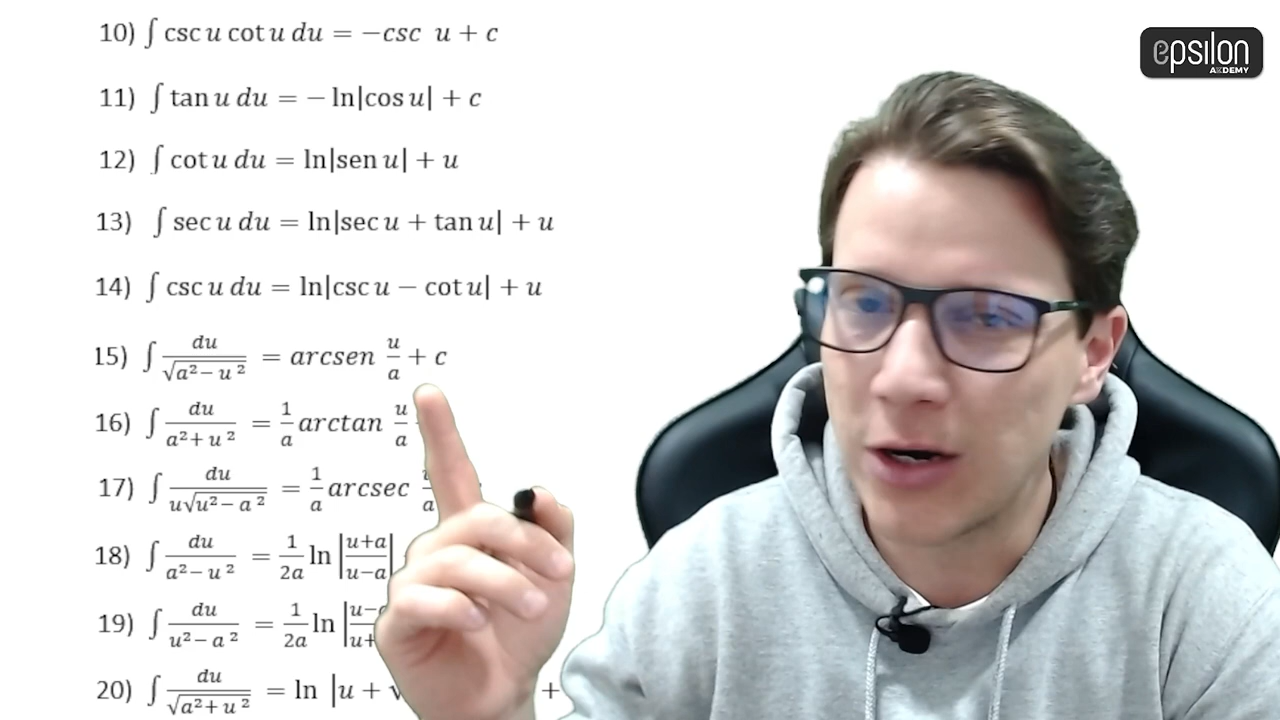 epsilon
AKDEMY
10) ∫ csc u cot u du = −csc u + c
11) ∫ tan u du = − ln|cos u| + c
12) ∫ cot u du = ln|sen u| + u
13) ∫ sec u du = ln|sec u + tan u| + u
14) ∫ csc u du = ln|csc u − cot u| + u
15) ∫ du/√(a² − u²) = arcsen u/a + c
16) ∫ du/(a² + u²) = 1/a arctan u/a
17) ∫ du/(u√(u² − a²)) = 1/a arcsec /a
18) ∫ du/(a² − u²) = 1/2a ln |(u+a)/(u−a)|
19) ∫ du/(u² − a²) = 1/2a ln |u− /u+
20) ∫ du/√(a² + u²) = ln |u + √ +